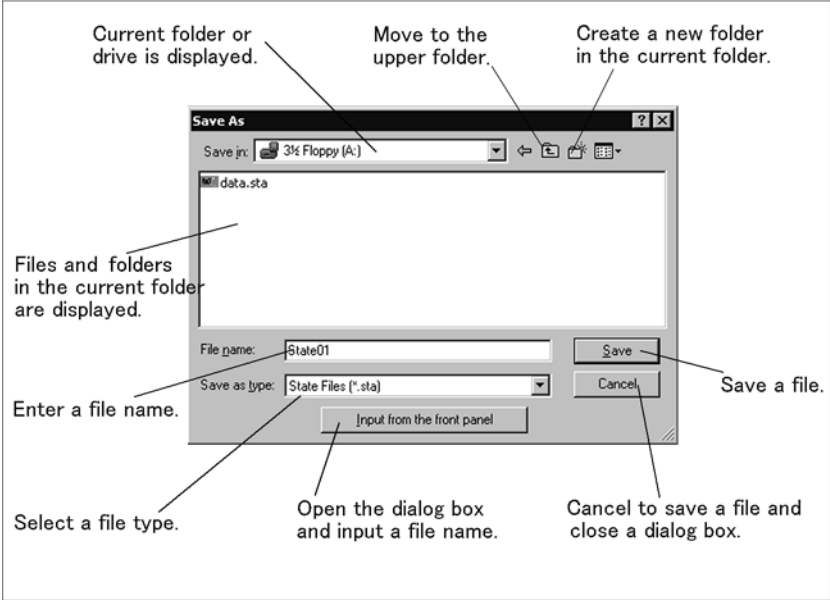 Current folder or
drive is displayed.
Move to the
upper folder.
Create a new folder
in the current folder.
Save As
Save in:
3½ Floppy (A:)
data.sta
Files and folders
in the current folder
are displayed.
File name:
State01
Save
Save as type:
State Files (*.sta)
Cancel
Save a file.
Enter a file name.
Input from the front panel
Select a file type.
Open the dialog box
and input a file name.
Cancel to save a file and
close a dialog box.